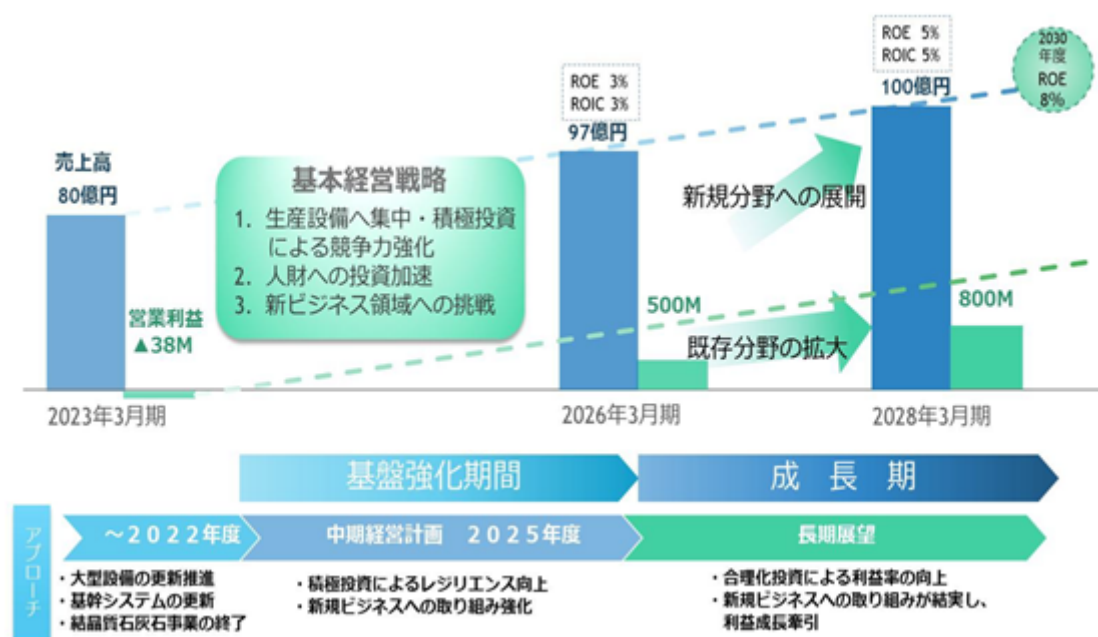 ROE 5%
ROIC 5%
100億円
2030
年度
ROE
8%
ROE 3%
ROIC 3%
97億円
売上高
80億円
基本経営戦略
1. 生産設備へ集中・積極投資
による競争力強化
2. 人財への投資加速
3. 新ビジネス領域への挑戦
新規分野への展開
営業利益
▲38M
500M
800M
既存分野の拡大
2023年3月期
2026年3月期
2028年3月期
基盤強化期間
成 長 期
アプローチ
~2022年度
中期経営計画 2025年度
長期展望
・大型設備の更新推進
・基幹システムの更新
・結晶質石灰石事業の終了
・積極投資によるレジリエンス向上
・新規ビジネスへの取り組み強化
・合理化投資による利益率の向上
・新規ビジネスへの取り組みが結実し、
利益成長牽引